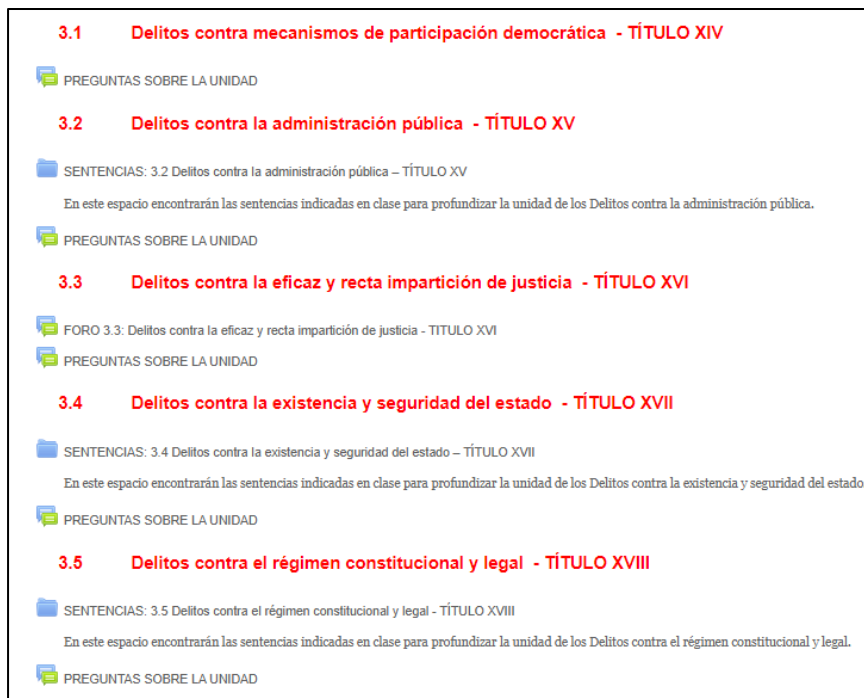 3.1 Delitos contra mecanismos de participación democrática - TÍTULO XIV
PREGUNTAS SOBRE LA UNIDAD
3.2 Delitos contra la administración pública - TÍTULO XV
SENTENCIAS: 3.2 Delitos contra la administración pública – TÍTULO XV
En este espacio encontrarán las sentencias indicadas en clase para profundizar la unidad de los Delitos contra la administración pública.
PREGUNTAS SOBRE LA UNIDAD
3.3 Delitos contra la eficaz y recta impartición de justicia - TÍTULO XVI
FORO 3.3: Delitos contra la eficaz y recta impartición de justicia - TITULO XVI
PREGUNTAS SOBRE LA UNIDAD
3.4 Delitos contra la existencia y seguridad del estado - TÍTULO XVII
SENTENCIAS: 3.4 Delitos contra la existencia y seguridad del estado – TÍTULO XVII
En este espacio encontrarán las sentencias indicadas en clase para profundizar la unidad de los Delitos contra la existencia y seguridad del estado
PREGUNTAS SOBRE LA UNIDAD
3.5 Delitos contra el régimen constitucional y legal - TÍTULO XVIII
SENTENCIAS: 3.5 Delitos contra el régimen constitucional y legal - TÍTULO XVIII
En este espacio encontrarán las sentencias indicadas en clase para profundizar la unidad de los Delitos contra el régimen constitucional y legal.
PREGUNTAS SOBRE LA UNIDAD